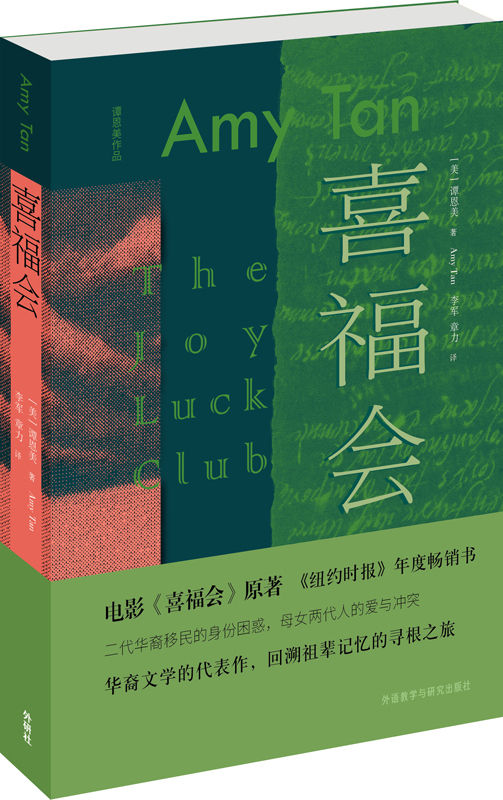 Amy Tan
喜福会
[美] 谭恩美 著 Amy Tan
李军 章力 译
外研社
谭恩美作品
Amy Tan
喜福会
[美] 谭恩美 著 Amy Tan 李军 章力 译
The
Joy
Luck
Club
电影《喜福会》原著 《纽约时报》年度畅销书
二代华裔移民的身份困惑，母女两代人的爱与冲突
华裔文学的代表作，回溯祖辈记忆的寻根之旅
外语教学与研究出版社